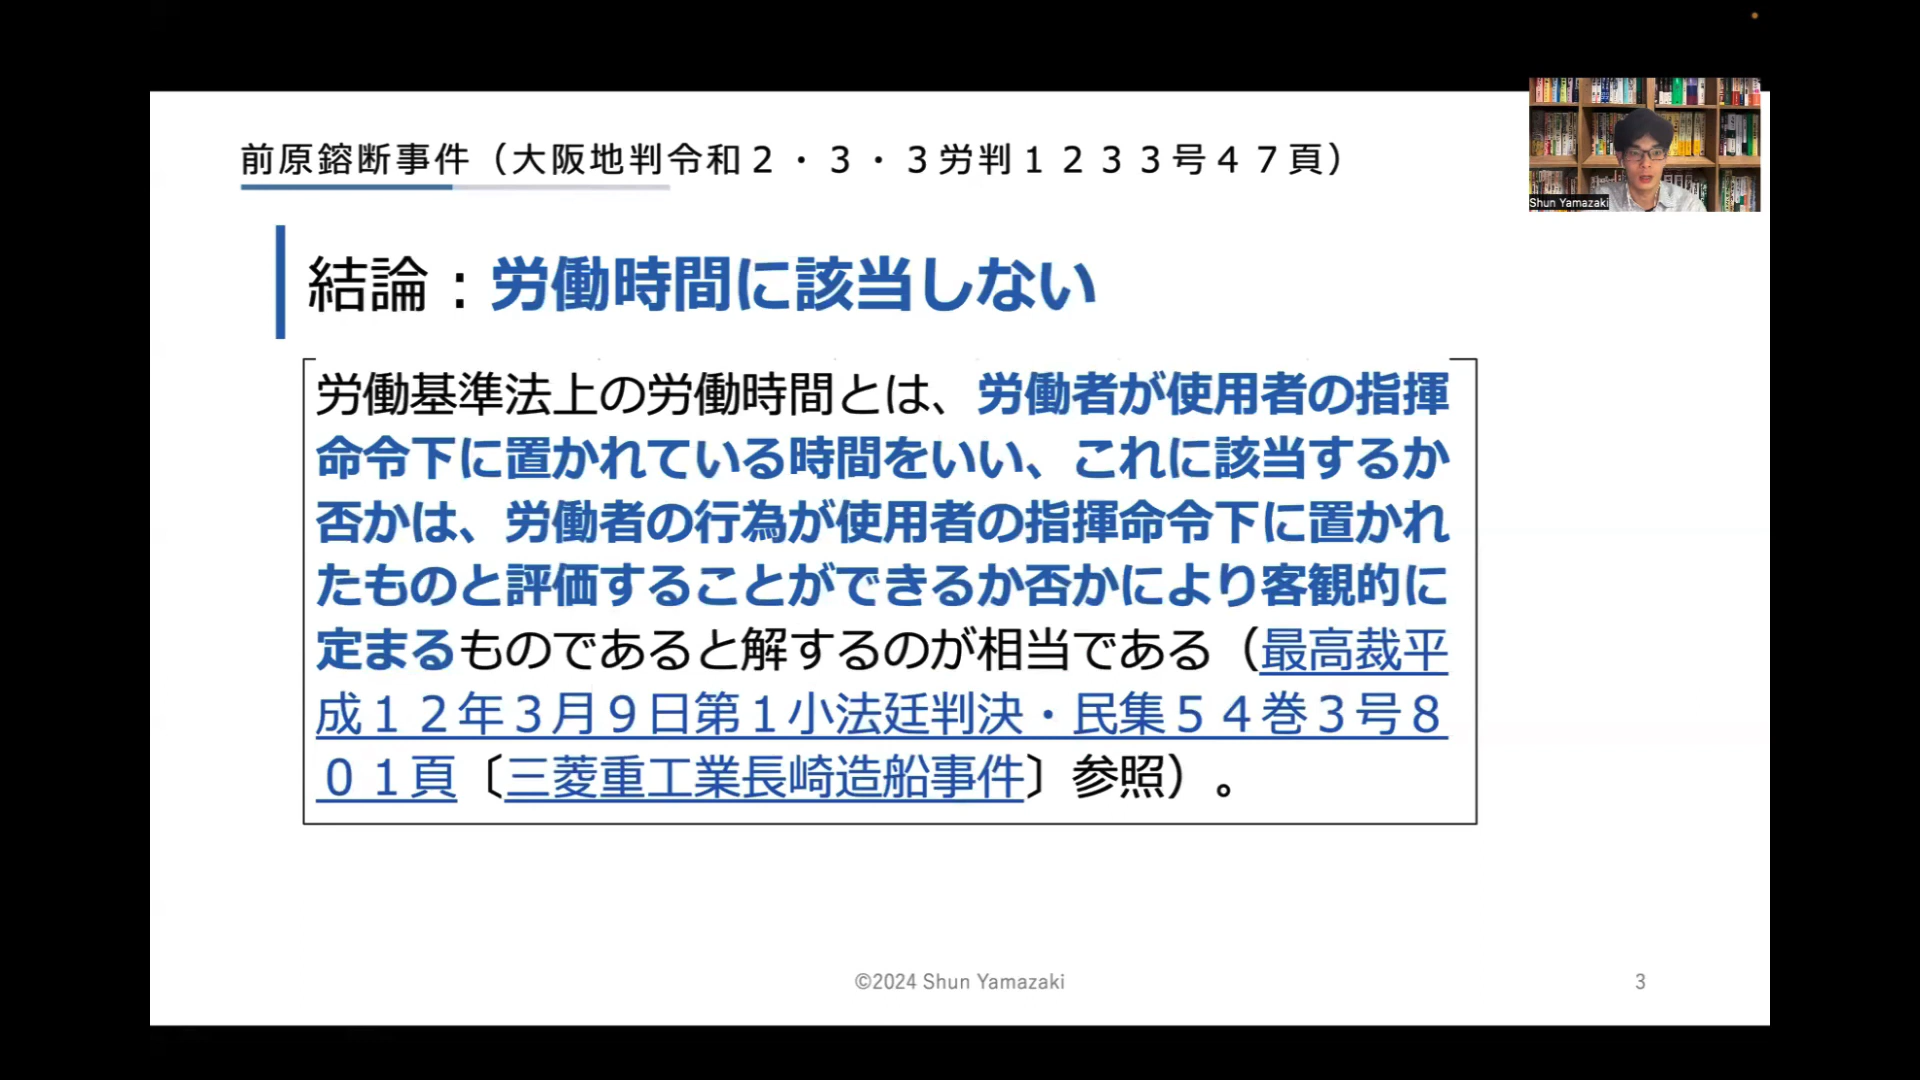 前原鎔断事件（大阪地判令和２・３・３労判１２３３号４７頁）
Shun Yamazaki
結論：労働時間に該当しない
労働基準法上の労働時間とは、労働者が使用者の指揮
命令下に置かれている時間をいい、これに該当するか
否かは、労働者の行為が使用者の指揮命令下に置かれ
たものと評価することができるか否かにより客観的に
定まるものであると解するのが相当である（最高裁平
成１２年３月９日第１小法廷判決・民集５４巻３号８
０１頁〔三菱重工業長崎造船事件〕参照）。
©2024 Shun Yamazaki
3